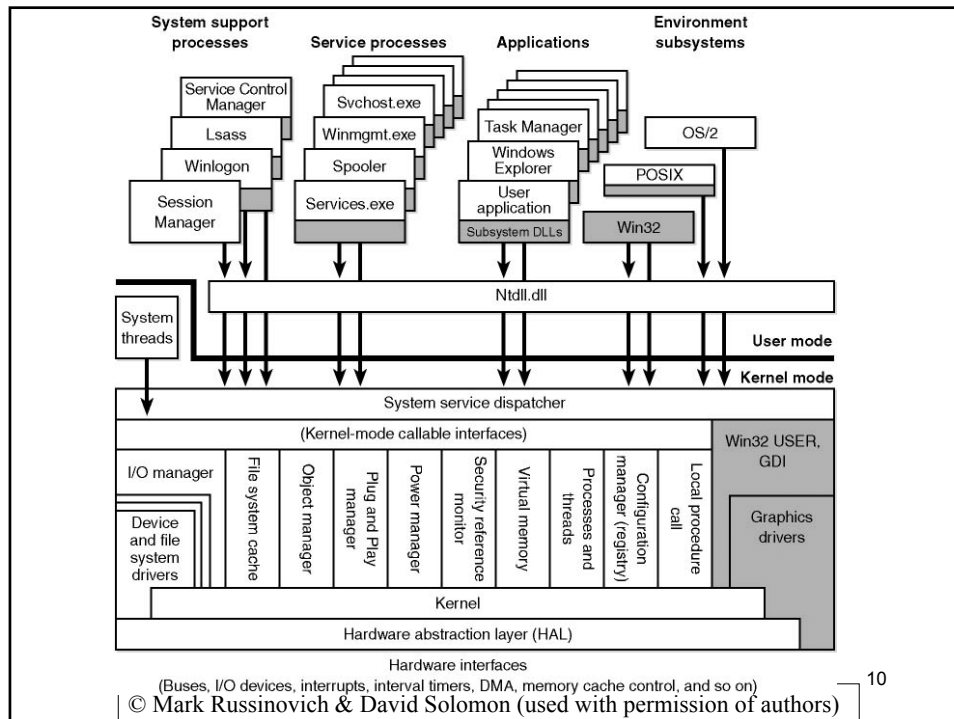 System support
processes
Service processes
Applications
Environment
subsystems
Service Control
Manager
Lsass
Winlogon
Session
Manager
Svchost.exe
Winmgmt.exe
Spooler
Services.exe
Task Manager
Windows
Explorer
User
application
Subsystem DLLs
OS/2
POSIX
Win32
Ntdll.dll
System
threads
User mode
Kernel mode
System service dispatcher
(Kernel-mode callable interfaces)
I/O manager
Device
and file
system
drivers
File system cache
Object manager
Plug and Play
manager
Power manager
Security reference
monitor
Virtual memory
Processes and
threads
Configuration
manager (registry)
Local procedure
call
Win32 USER,
GDI
Graphics
drivers
Kernel
Hardware abstraction layer (HAL)
Hardware interfaces
(Buses, I/O devices, interrupts, interval timers, DMA, memory cache control, and so on)
10
© Mark Russinovich & David Solomon (used with permission of authors)